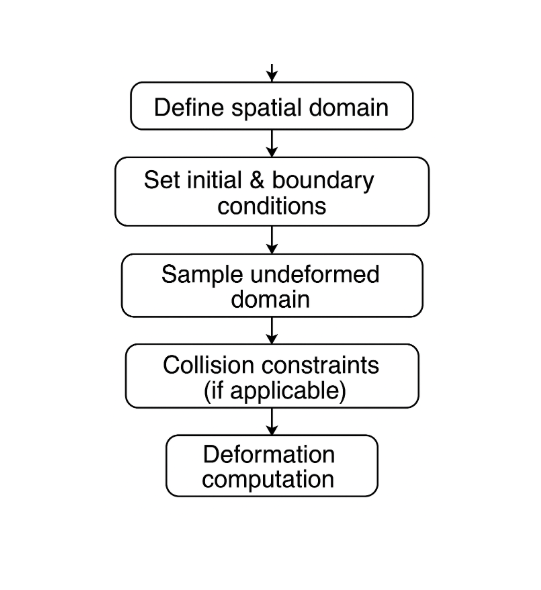 Define spatial domain
Set initial & boundary
conditions
Sample undeformed
domain
Collision constraints
(if applicable)
Deformation
computation